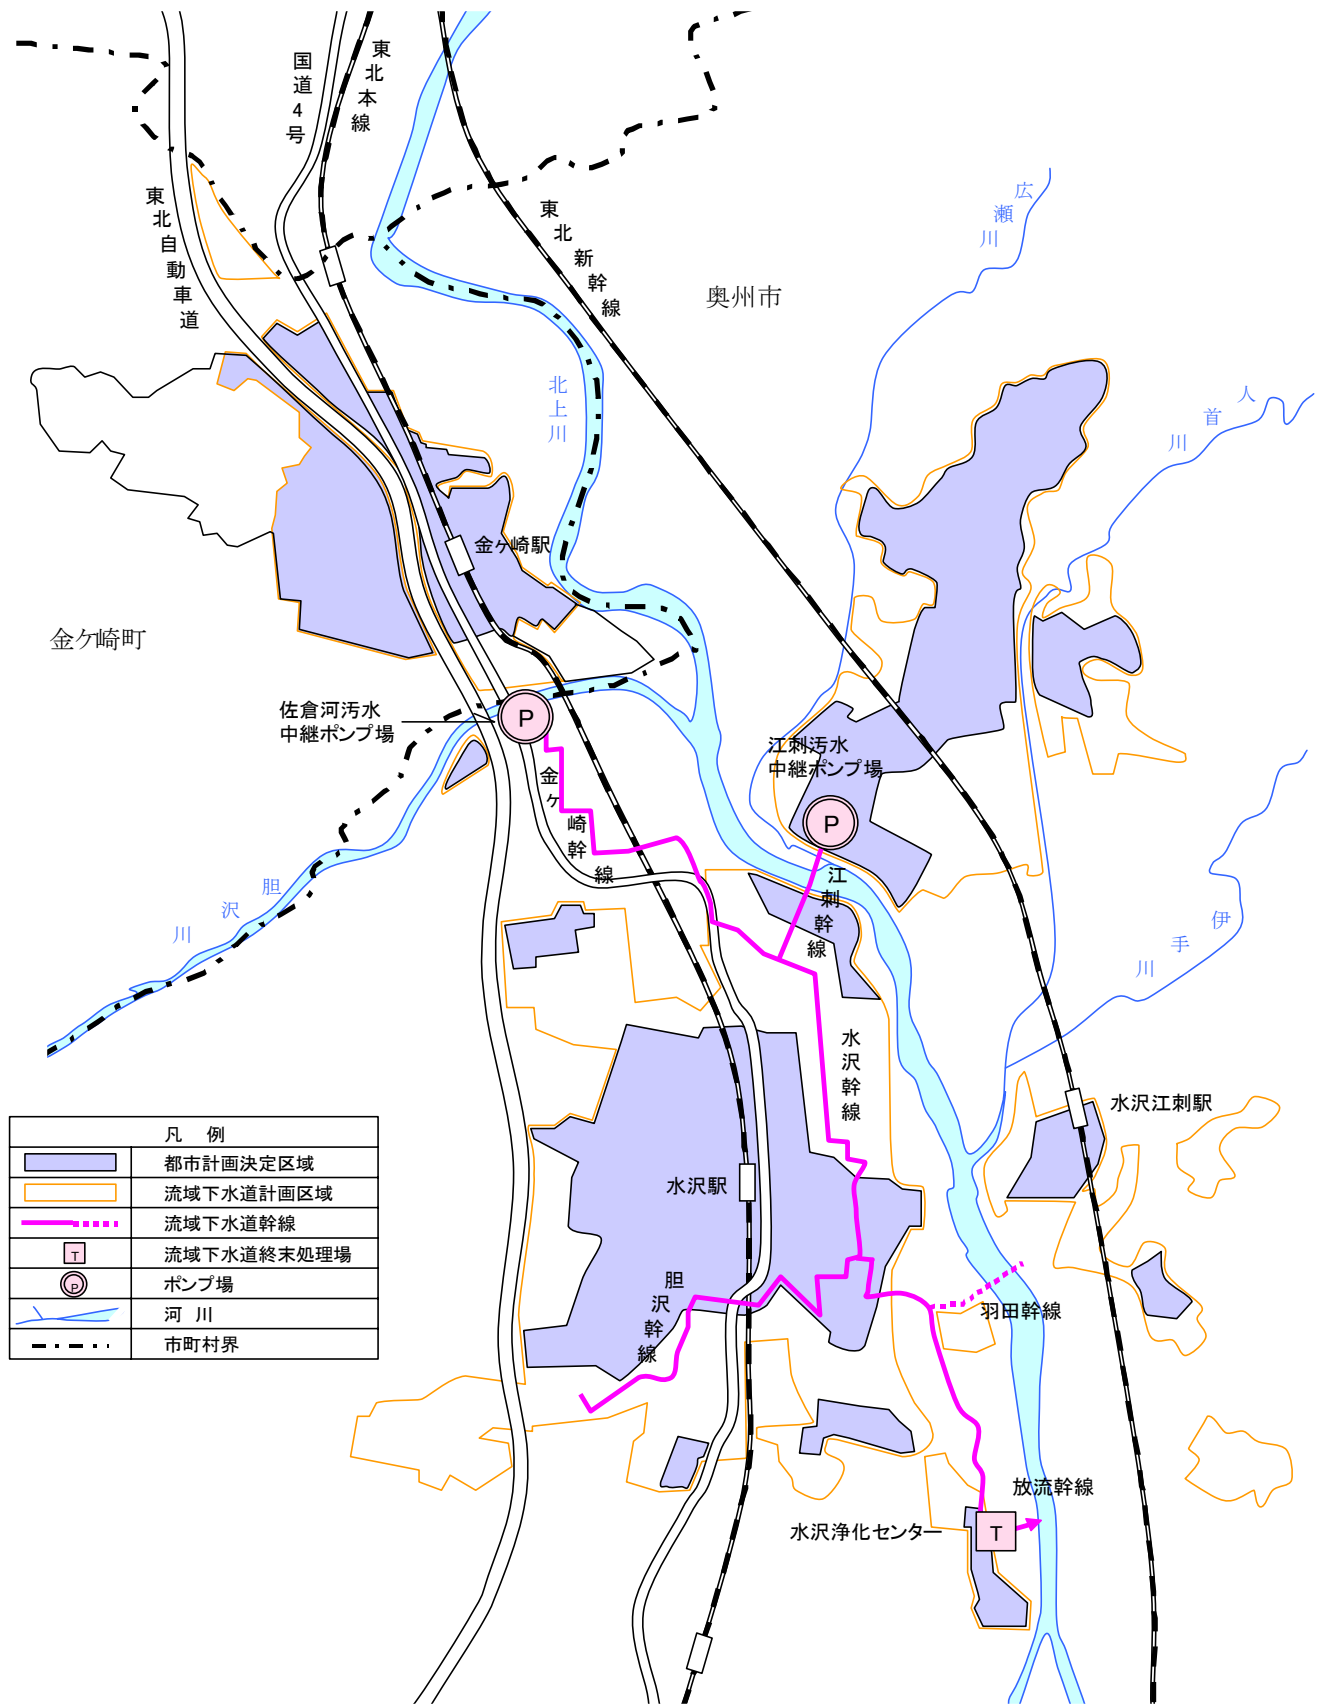 国道4号
東北本線
東北自動車道
東北新幹線
広瀬川
奥州市
北上川
人首川
金ヶ崎駅
金ケ崎町
佐倉河汚水
中継ポンプ場
P
江刺汚水
中継ポンプ場
P
金ヶ崎幹線
江刺幹線
胆沢川
伊手川
水沢幹線
水沢江刺駅
凡 例
都市計画決定区域
流域下水道計画区域
流域下水道幹線
T
流域下水道終末処理場
P
ポンプ場
河 川
市町村界
水沢駅
胆沢幹線
羽田幹線
放流幹線
水沢浄化センター
T